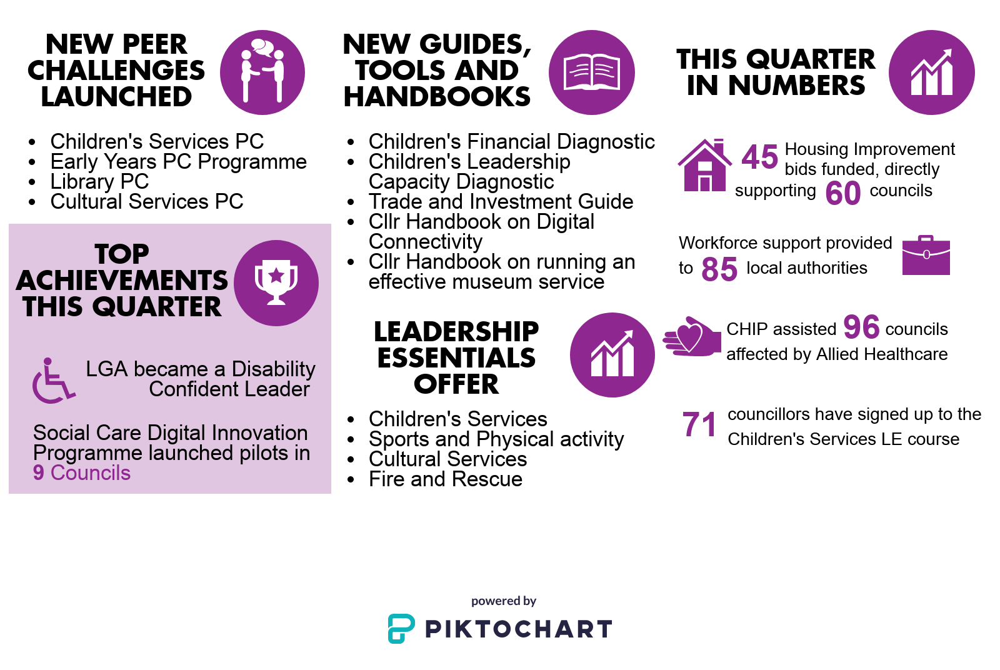 NEW PEER
CHALLENGES
LAUNCHED
• Children's Services PC
• Early Years PC Programme
• Library PC
• Cultural Services PC
TOP
ACHIEVEMENTS
THIS QUARTER
LGA became a Disability
Confident Leader
Social Care Digital Innovation
Programme launched pilots in
9 Councils
NEW GUIDES,
TOOLS AND
HANDBOOKS
• Children's Financial Diagnostic
• Children's Leadership
Capacity Diagnostic
• Trade and Investment Guide
• Cllr Handbook on Digital
Connectivity
• Cllr Handbook on running an
effective museum service
LEADERSHIP
ESSENTIALS
OFFER
• Children's Services
• Sports and Physical activity
• Cultural Services
• Fire and Rescue
THIS QUARTER
IN NUMBERS
45 Housing Improvement
bids funded, directly
supporting 60 councils
Workforce support provided
to 85 local authorities
CHIP assisted 96 councils
affected by Allied Healthcare
71 councillors have signed up to the
Children's Services LE course
powered by
PIKTOCHART